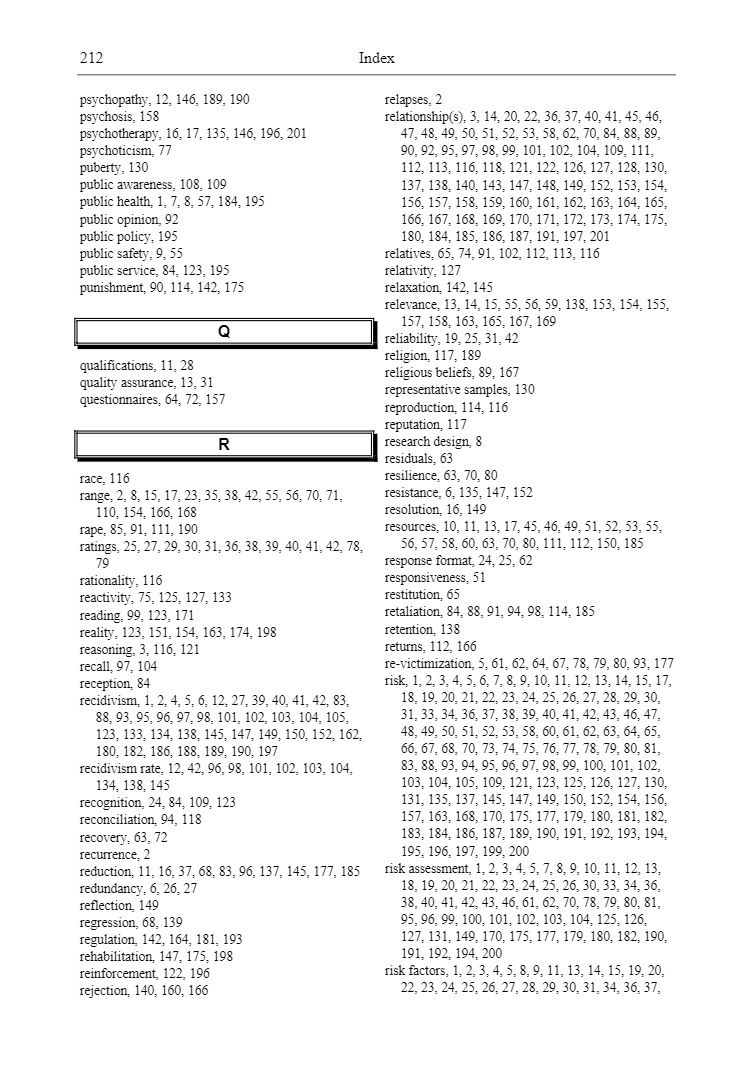 212
Index
psychopathy, 12, 146, 189, 190
psychosis, 158
psychotherapy, 16, 17, 135, 146, 196, 201
psychoticism, 77
puberty, 130
public awareness, 108, 109
public health, 1, 7, 8, 57, 184, 195
public opinion, 92
public policy, 195
public safety, 9, 55
public service, 84, 123, 195
punishment, 90, 114, 142, 175
Q
qualifications, 11, 28
quality assurance, 13, 31
questionnaires, 64, 72, 157
R
race, 116
range, 2, 8, 15, 17, 23, 35, 38, 42, 55, 56, 70, 71,
110, 154, 166, 168
rape, 85, 91, 111, 190
ratings, 25, 27, 29, 30, 31, 36, 38, 39, 40, 41, 42, 78,
79
rationality, 116
reactivity, 75, 125, 127, 133
reading, 99, 123, 171
reality, 123, 151, 154, 163, 174, 198
reasoning, 3, 116, 121
recall, 97, 104
reception, 84
recidivism, 1, 2, 4, 5, 6, 12, 27, 39, 40, 41, 42, 83,
88, 93, 95, 96, 97, 98, 101, 102, 103, 104, 105,
123, 133, 134, 138, 145, 147, 149, 150, 152, 162,
180, 182, 186, 188, 189, 190, 197
recidivism rate, 12, 42, 96, 98, 101, 102, 103, 104,
134, 138, 145
recognition, 24, 84, 109, 123
reconciliation, 94, 118
recovery, 63, 72
recurrence, 2
reduction, 11, 16, 37, 68, 83, 96, 137, 145, 177, 185
redundancy, 6, 26, 27
reflection, 149
regression, 68, 139
regulation, 142, 164, 181, 193
rehabilitation, 147, 175, 198
reinforcement, 122, 196
rejection, 140, 160, 166
relapses, 2
relationship(s), 3, 14, 20, 22, 36, 37, 40, 41, 45, 46,
47, 48, 49, 50, 51, 52, 53, 58, 62, 70, 84, 88, 89,
90, 92, 95, 97, 98, 99, 101, 102, 104, 109, 111,
112, 113, 116, 118, 121, 122, 126, 127, 128, 130,
137, 138, 140, 143, 147, 148, 149, 152, 153, 154,
156, 157, 158, 159, 160, 161, 162, 163, 164, 165,
166, 167, 168, 169, 170, 171, 172, 173, 174, 175,
180, 184, 185, 186, 187, 191, 197, 201
relatives, 65, 74, 91, 102, 112, 113, 116
relativity, 127
relaxation, 142, 145
relevance, 13, 14, 15, 55, 56, 59, 138, 153, 154, 155,
157, 158, 163, 165, 167, 169
reliability, 19, 25, 31, 42
religion, 117, 189
religious beliefs, 89, 167
representative samples, 130
reproduction, 114, 116
reputation, 117
research design, 8
residuals, 63
resilience, 63, 70, 80
resistance, 6, 135, 147, 152
resolution, 16, 149
resources, 10, 11, 13, 17, 45, 46, 49, 51, 52, 53, 55,
56, 57, 58, 60, 63, 70, 80, 111, 112, 150, 185
response format, 24, 25, 62
responsiveness, 51
restitution, 65
retaliation, 84, 88, 91, 94, 98, 114, 185
retention, 138
returns, 112, 166
re-victimization, 5, 61, 62, 64, 67, 78, 79, 80, 93, 177
risk, 1, 2, 3, 4, 5, 6, 7, 8, 9, 10, 11, 12, 13, 14, 15, 17,
18, 19, 20, 21, 22, 23, 24, 25, 26, 27, 28, 29, 30,
31, 33, 34, 36, 37, 38, 39, 40, 41, 42, 43, 46, 47,
48, 49, 50, 51, 52, 53, 58, 60, 61, 62, 63, 64, 65,
66, 67, 68, 70, 73, 74, 75, 76, 77, 78, 79, 80, 81,
83, 88, 93, 94, 95, 96, 97, 98, 99, 100, 101, 102,
103, 104, 105, 109, 121, 123, 125, 126, 127, 130,
131, 135, 137, 145, 147, 149, 150, 152, 154, 156,
157, 163, 168, 170, 175, 177, 179, 180, 181, 182,
183, 184, 186, 187, 189, 190, 191, 192, 193, 194,
195, 196, 197, 199, 200
risk assessment, 1, 2, 3, 4, 5, 7, 8, 9, 10, 11, 12, 13,
18, 19, 20, 21, 22, 23, 24, 25, 26, 30, 33, 34, 36,
38, 40, 41, 42, 43, 46, 61, 62, 70, 78, 79, 80, 81,
95, 96, 99, 100, 101, 102, 103, 104, 125, 126,
127, 131, 149, 170, 175, 177, 179, 180, 182, 190,
191, 192, 194, 200
risk factors, 1, 2, 3, 4, 5, 8, 9, 11, 13, 14, 15, 19, 20,
22, 23, 24, 25, 26, 27, 28, 29, 30, 31, 34, 36, 37,